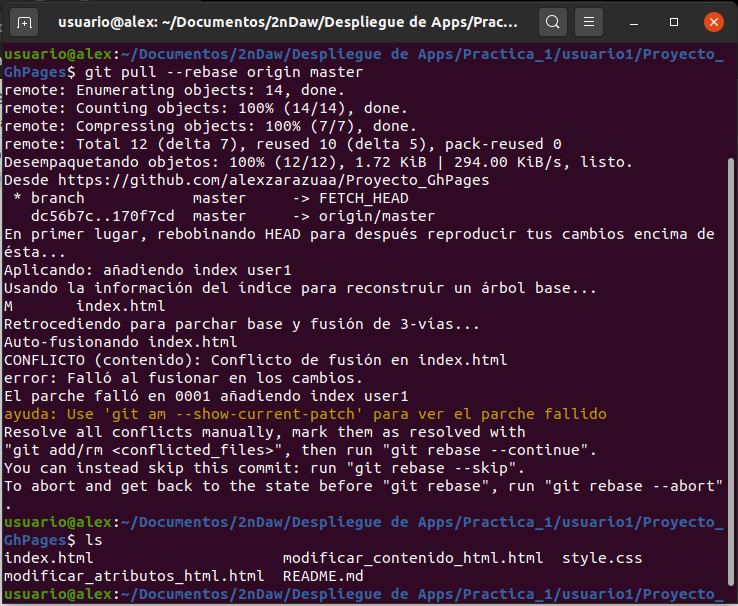 usuario@alex: ~/Documentos/2nDaw/Despliegue de Apps/Prac...
usuario@alex:~/Documentos/2nDaw/Despliegue de Apps/Practica_1/usuario1/Proyecto_
GhPages$ git pull --rebase origin master
remote: Enumerating objects: 14, done.
remote: Counting objects: 100% (14/14), done.
remote: Compressing objects: 100% (7/7), done.
remote: Total 12 (delta 7), reused 10 (delta 5), pack-reused 0
Desempaquetando objetos: 100% (12/12), 1.72 KiB | 294.00 KiB/s, listo.
Desde https://github.com/alexzarazuaa/Proyecto_GhPages
 * branch            master     -> FETCH_HEAD
   dc56b7c..170f7cd  master     -> origin/master
En primer lugar, rebobinando HEAD para después reproducir tus cambios encima de
ésta...
Aplicando: añadiendo index user1
Usando la información del índice para reconstruir un árbol base...
M       index.html
Retrocediendo para parchar base y fusión de 3-vías...
Auto-fusionando index.html
CONFLICTO (contenido): Conflicto de fusión en index.html
error: Falló al fusionar en los cambios.
El parche falló en 0001 añadiendo index user1
ayuda: Use 'git am --show-current-patch' para ver el parche fallido
Resolve all conflicts manually, mark them as resolved with
"git add/rm <conflicted_files>", then run "git rebase --continue".
You can instead skip this commit: run "git rebase --skip".
To abort and get back to the state before "git rebase", run "git rebase --abort"
.
usuario@alex:~/Documentos/2nDaw/Despliegue de Apps/Practica_1/usuario1/Proyecto_
GhPages$ ls
index.html                     modificar_contenido_html.html  style.css
modificar_atributos_html.html  README.md
usuario@alex:~/Documentos/2nDaw/Despliegue de Apps/Practica_1/usuario1/Proyecto_